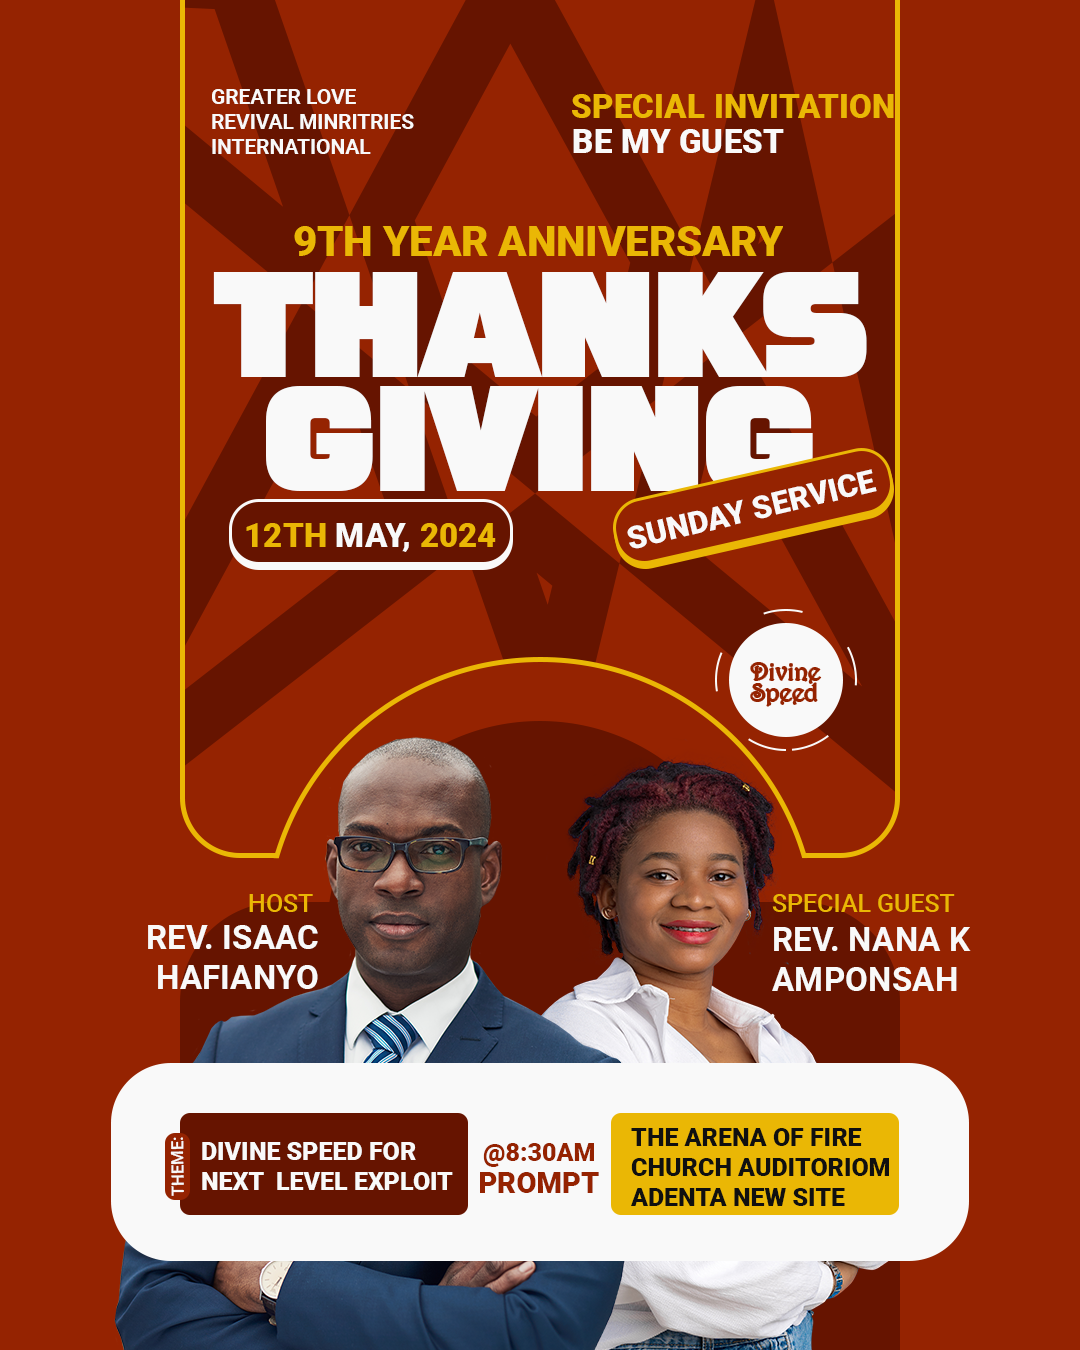 GREATER LOVE
REVIVAL MINRITRIES
INTERNATIONAL
SPECIAL INVITATION
BE MY GUEST
9TH YEAR ANNIVERSARY
THANKS
GIVING
12TH MAY, 2024
SUNDAY SERVICE
Divine
Speed
HOST
REV. ISAAC
HAFIANYO
SPECIAL GUEST
REV. NANA K
AMPONSAH
THEME:
DIVINE SPEED FOR
NEXT  LEVEL EXPLOIT
@8:30AM
PROMPT
THE ARENA OF FIRE
CHURCH AUDITORIOM
ADENTA NEW SITE